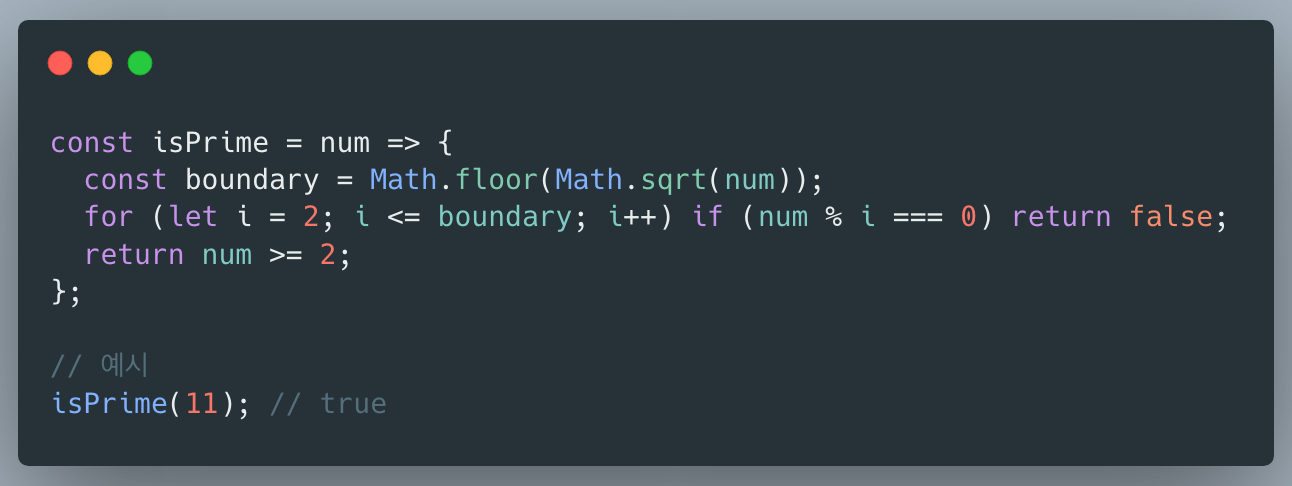 const isPrime = num => {
  const boundary = Math.floor(Math.sqrt(num));
  for (let i = 2; i <= boundary; i++) if (num % i === 0) return false;
  return num >= 2;
};

// 예시
isPrime(11); // true